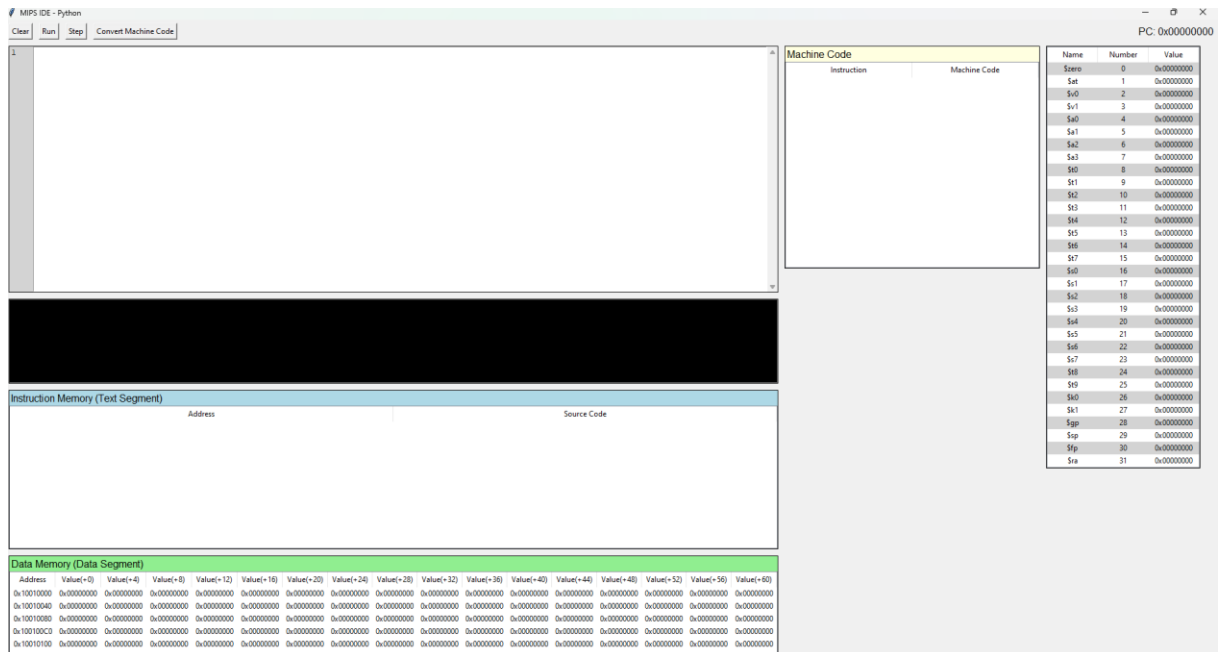 MIPS IDE - Python
Clear Run Step Convert Machine Code
PC: 0x00000000
1
Machine Code
Instruction Machine Code
Name Number Value
$zero 0 0x00000000
$at 1 0x00000000
$v0 2 0x00000000
$v1 3 0x00000000
$a0 4 0x00000000
$a1 5 0x00000000
$a2 6 0x00000000
$a3 7 0x00000000
$t0 8 0x00000000
$t1 9 0x00000000
$t2 10 0x00000000
$t3 11 0x00000000
$t4 12 0x00000000
$t5 13 0x00000000
$t6 14 0x00000000
$t7 15 0x00000000
$s0 16 0x00000000
$s1 17 0x00000000
$s2 18 0x00000000
$s3 19 0x00000000
$s4 20 0x00000000
$s5 21 0x00000000
$s6 22 0x00000000
$s7 23 0x00000000
$t8 24 0x00000000
$t9 25 0x00000000
$k0 26 0x00000000
$k1 27 0x00000000
$gp 28 0x00000000
$sp 29 0x00000000
$fp 30 0x00000000
$ra 31 0x00000000
Instruction Memory (Text Segment)
Address Source Code
Data Memory (Data Segment)
Address Value(+0) Value(+4) Value(+8) Value(+12) Value(+16) Value(+20) Value(+24) Value(+28) Value(+32) Value(+36) Value(+40) Value(+44) Value(+48) Value(+52) Value(+56) Value(+60)
0x10010000 0x00000000 0x00000000 0x00000000 0x00000000 0x00000000 0x00000000 0x00000000 0x00000000 0x00000000 0x00000000 0x00000000 0x00000000 0x00000000 0x00000000 0x00000000 0x00000000
0x10010040 0x00000000 0x00000000 0x00000000 0x00000000 0x00000000 0x00000000 0x00000000 0x00000000 0x00000000 0x00000000 0x00000000 0x00000000 0x00000000 0x00000000 0x00000000 0x00000000
0x10010080 0x00000000 0x00000000 0x00000000 0x00000000 0x00000000 0x00000000 0x00000000 0x00000000 0x00000000 0x00000000 0x00000000 0x00000000 0x00000000 0x00000000 0x00000000 0x00000000
0x100100C0 0x00000000 0x00000000 0x00000000 0x00000000 0x00000000 0x00000000 0x00000000 0x00000000 0x00000000 0x00000000 0x00000000 0x00000000 0x00000000 0x00000000 0x00000000 0x00000000
0x10010100 0x00000000 0x00000000 0x00000000 0x00000000 0x00000000 0x00000000 0x00000000 0x00000000 0x00000000 0x00000000 0x00000000 0x00000000 0x00000000 0x00000000 0x00000000 0x00000000